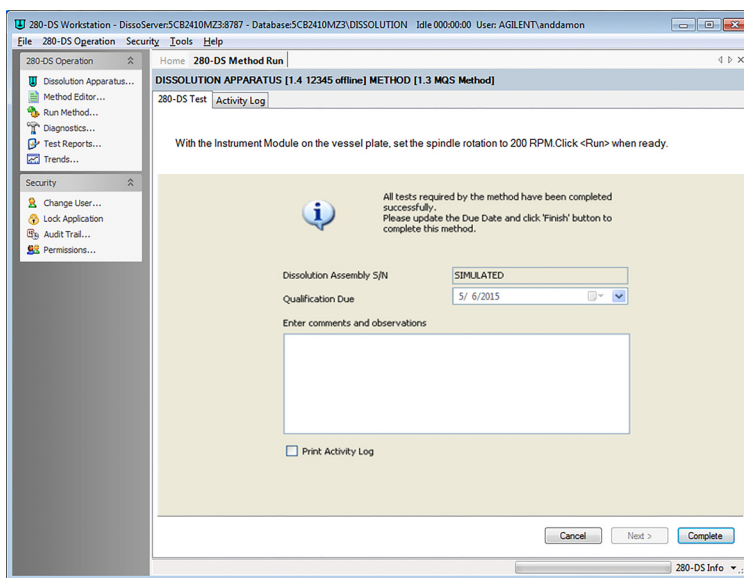 280-DS Workstation - DissoServer:5CB2410MZ3:8787 - Database:5CB2410MZ3\DISSOLUTION Idle 000:00:00 User: AGILENT\anddamon
File 280-DS Operation Security Tools Help
280-DS Operation
Dissolution Apparatus...
Method Editor...
Run Method...
Diagnostics...
Test Reports...
Trends...
Security
Change User...
Lock Application
Audit Trail...
Permissions...
Home 280-DS Method Run
DISSOLUTION APPARATUS [1.4 12345 offline] METHOD [1.3 MQS Method]
280-DS Test Activity Log
With the Instrument Module on the vessel plate, set the spindle rotation to 200 RPM.Click <Run> when ready.
All tests required by the method have been completed
successfully.
Please update the Due Date and click 'Finish' button to
complete this method.
Dissolution Assembly S/N SIMULATED
Qualification Due 5/ 6/2015
Enter comments and observations
Print Activity Log
Cancel Next > Complete
280-DS Info